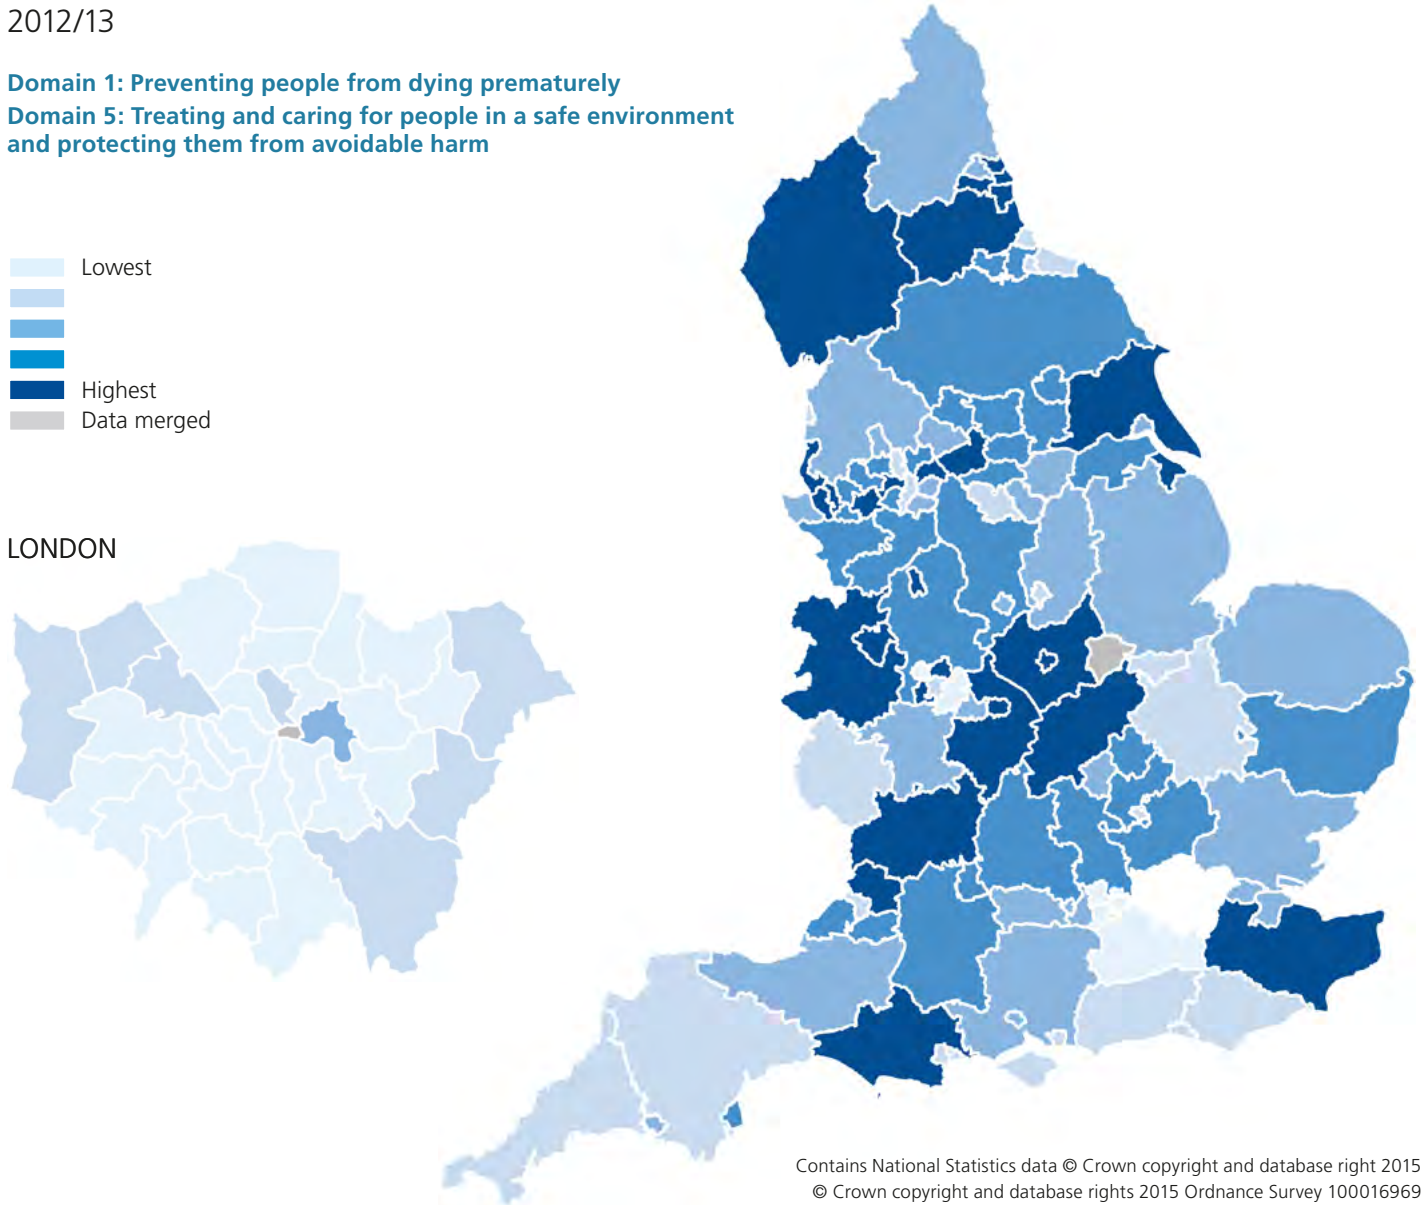 2012/13
Domain 1: Preventing people from dying prematurely
Domain 5: Treating and caring for people in a safe environment
and protecting them from avoidable harm
Lowest
Highest
Data merged
LONDON
Contains National Statistics data © Crown copyright and database right 2015
© Crown copyright and database rights 2015 Ordnance Survey 100016969